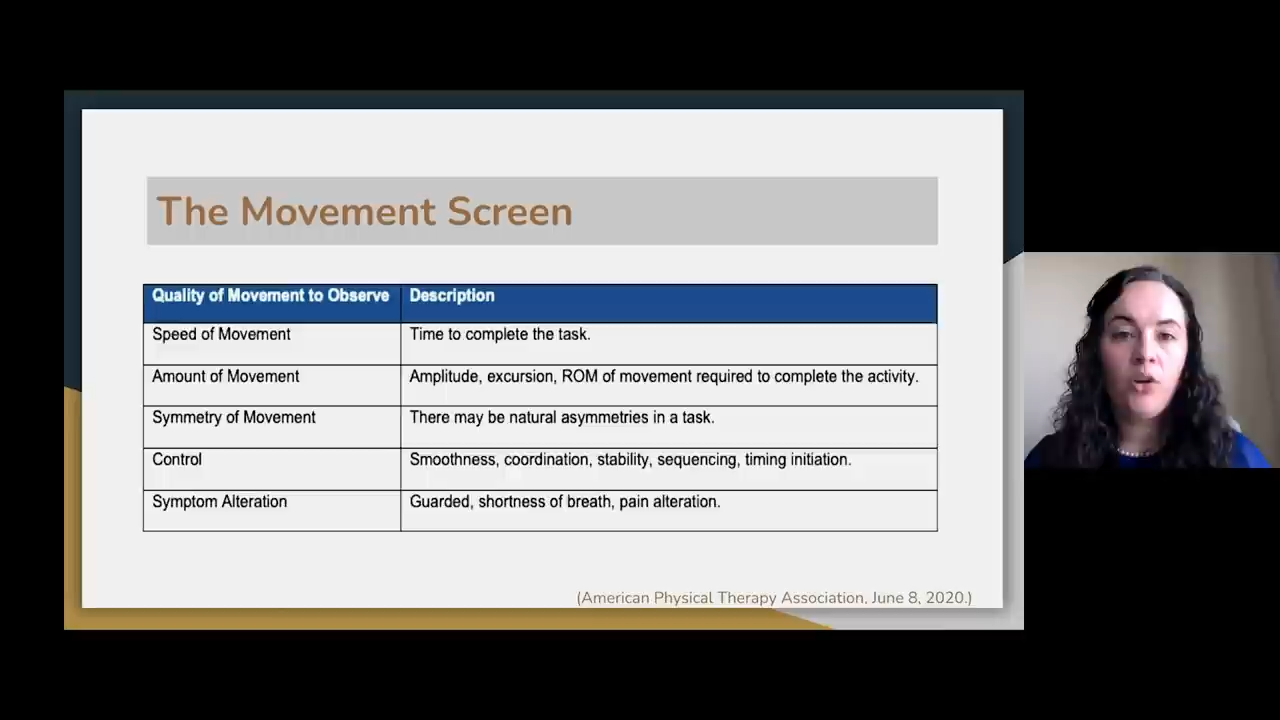 The Movement Screen
Quality of Movement to Observe Description
Speed of Movement Time to complete the task.
Amount of Movement Amplitude, excursion, ROM of movement required to complete the activity.
Symmetry of Movement There may be natural asymmetries in a task.
Control Smoothness, coordination, stability, sequencing, timing initiation.
Symptom Alteration Guarded, shortness of breath, pain alteration.
(American Physical Therapy Association, June 8, 2020.)